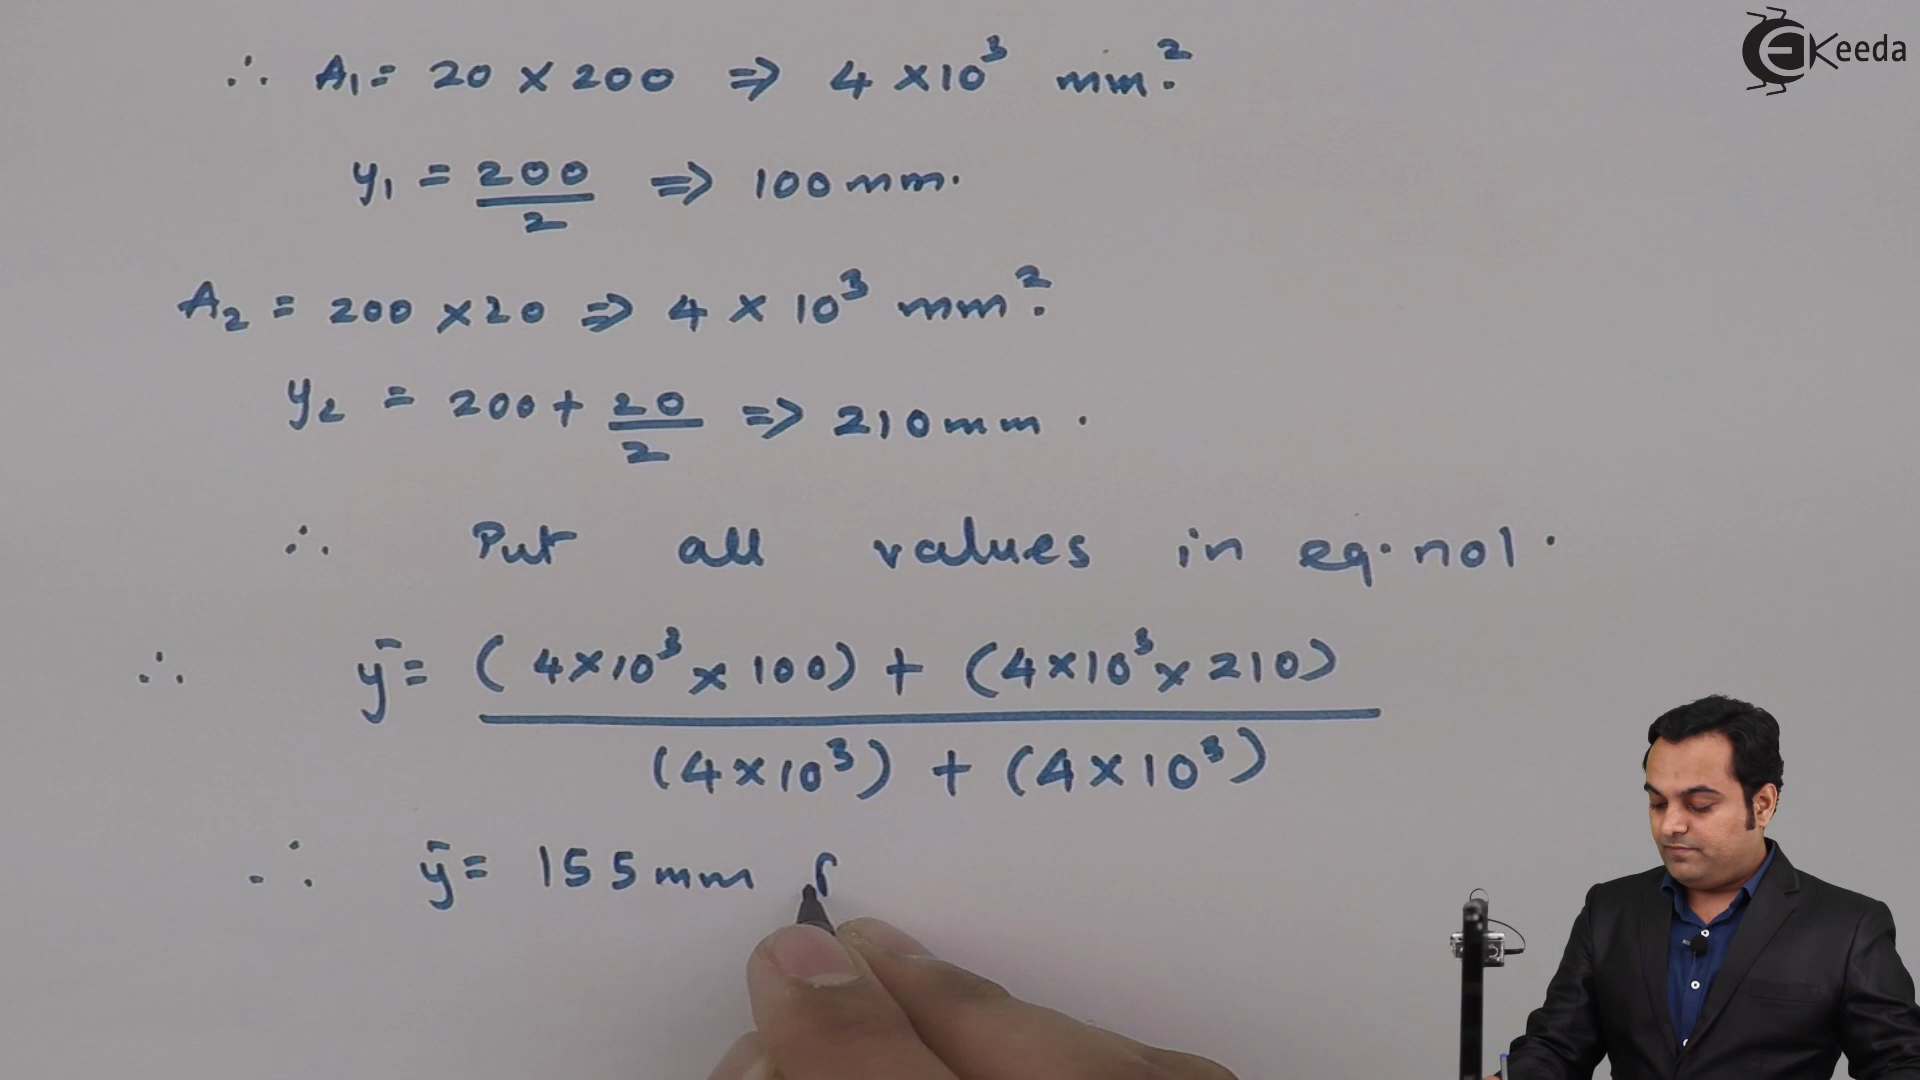 EKeeda
∴ A₁ = 20 × 200 ⇒ 4 × 10³ mm².
y₁ = 200/2 ⇒ 100 mm.
A₂ = 200 × 20 ⇒ 4 × 10³ mm².
y₂ = 200 + 20/2 ⇒ 210 mm.
∴ Put all values in eq. no 1.
∴ ȳ = (4×10³ × 100) + (4×10³ × 210)
(4×10³) + (4×10³)
∴ ȳ = 155 mm f